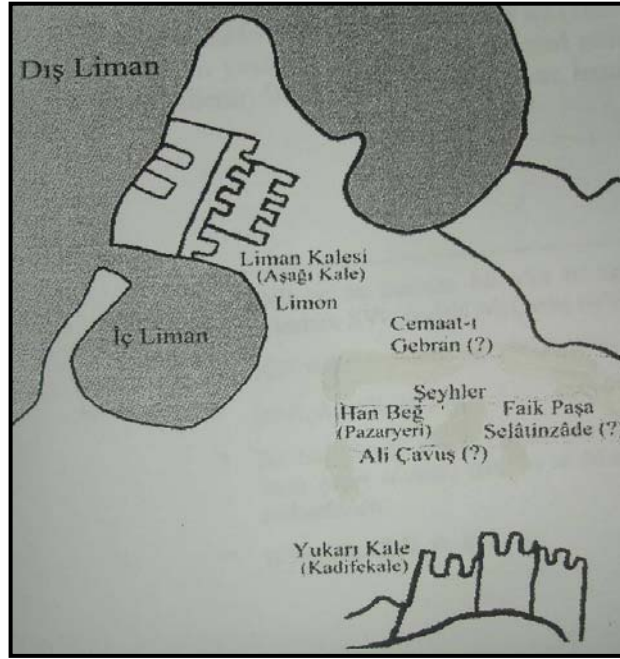 Dış Liman
Liman Kalesi
(Aşağı Kale)
Limon
İç Liman
Cemaat-ı
Gebran (?)
Şeyhler
Han Beğ
(Pazaryeri)
Faik Paşa
Selâtinzâde (?)
Ali Çavuş (?)
Yukarı Kale
(Kadifekale)